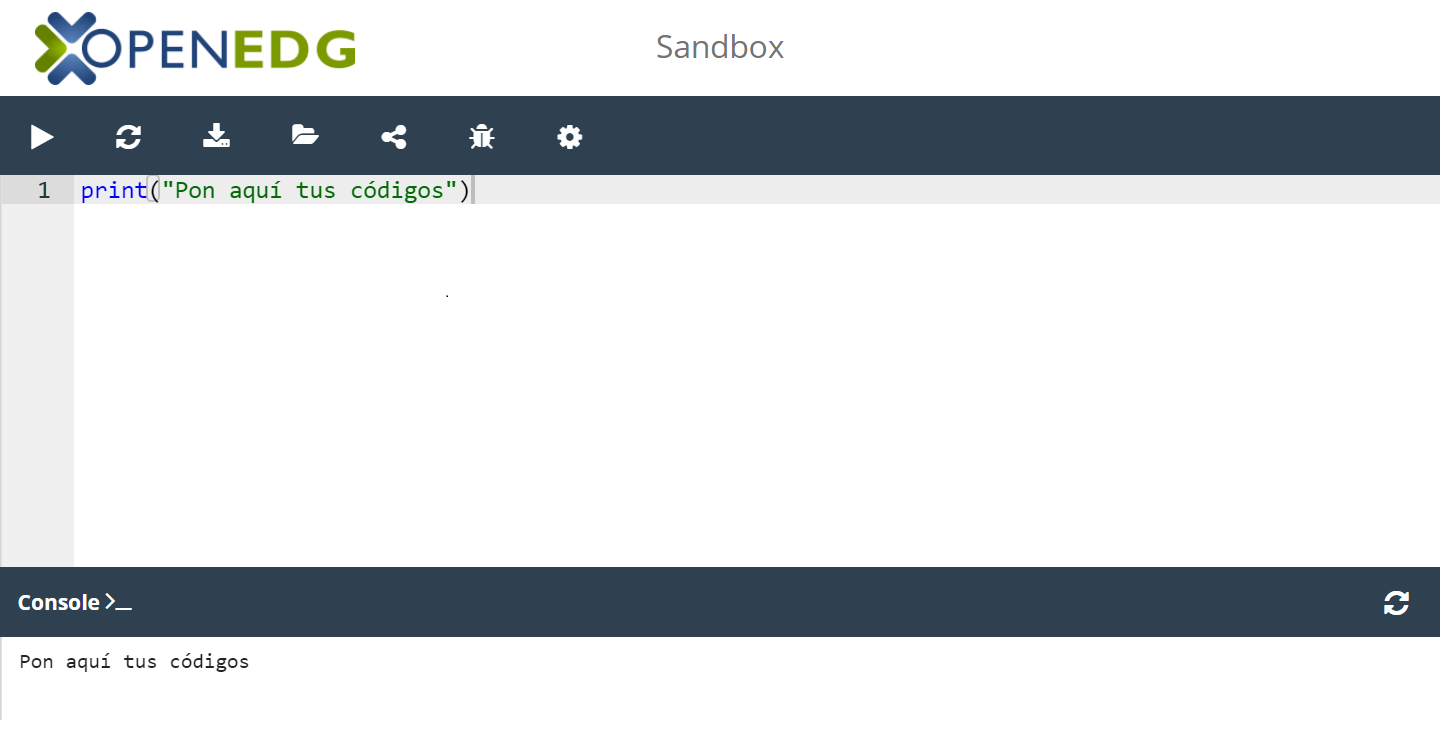 OPENEDG
Sandbox
1 print("Pon aquí tus códigos")
Console >_
Pon aquí tus códigos